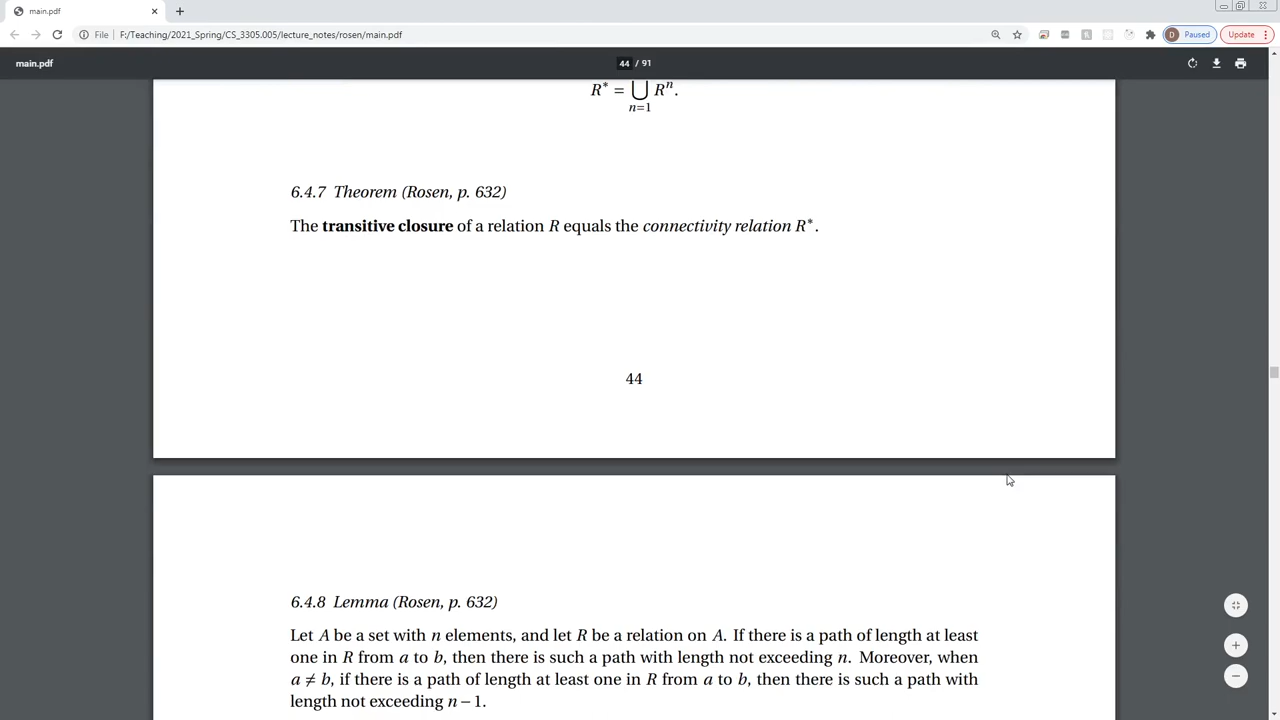 main.pdf
File F:/Teaching/2021_Spring/CS_3305.005/lecture_notes/rosen/main.pdf
D Paused
Update
main.pdf
44 / 91
R* = ⋃ Rⁿ.
n=1
6.4.7 Theorem (Rosen, p. 632)
The transitive closure of a relation R equals the connectivity relation R*.
44
6.4.8 Lemma (Rosen, p. 632)
Let A be a set with n elements, and let R be a relation on A. If there is a path of length at least
one in R from a to b, then there is such a path with length not exceeding n. Moreover, when
a ≠ b, if there is a path of length at least one in R from a to b, then there is such a path with
length not exceeding n − 1.